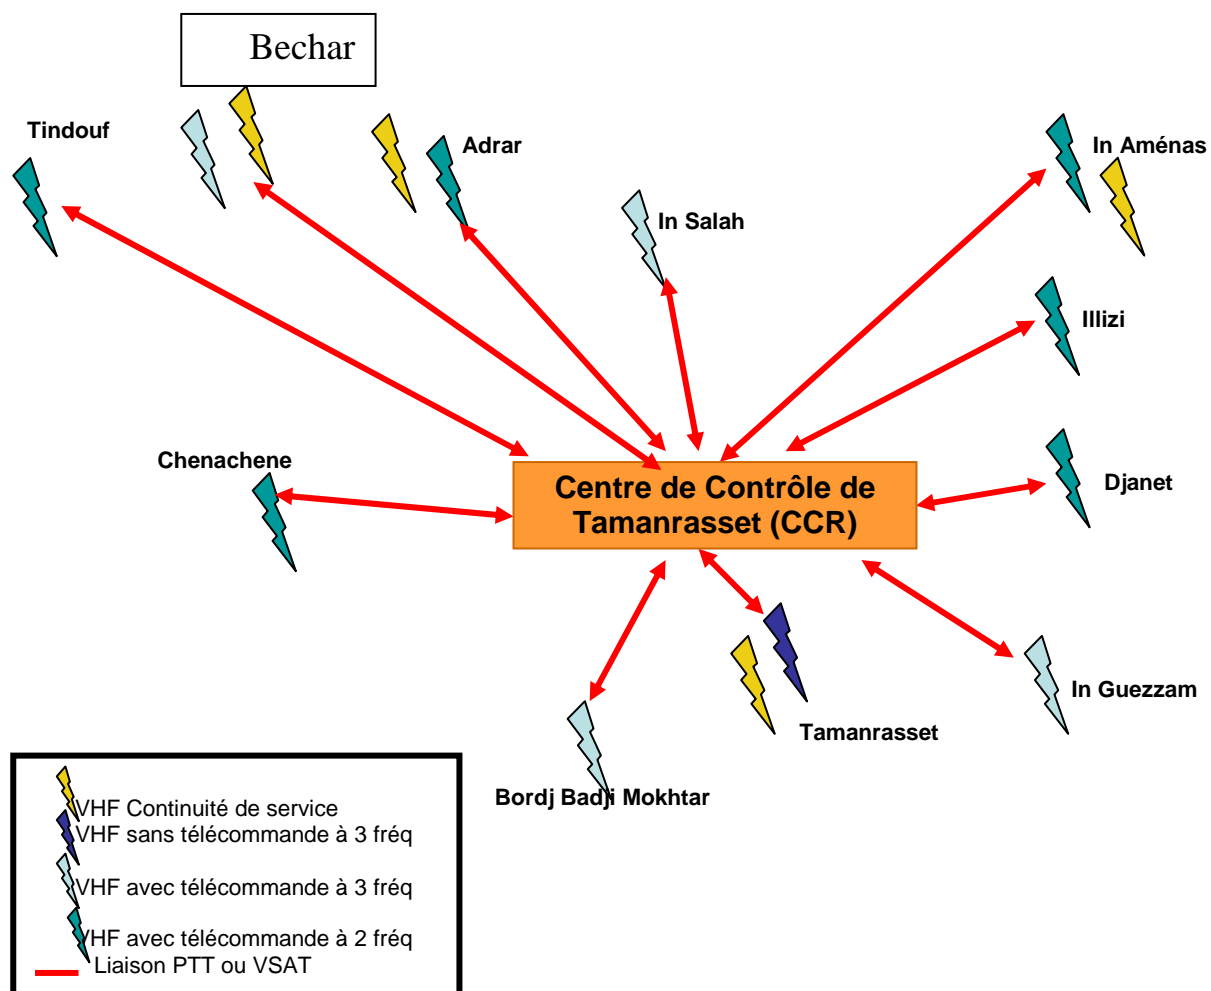 Bechar
Tindouf
Adrar
In Aménas
In Salah
Illizi
Chenachene
Centre de Contrôle de
Tamanrasset (CCR)
Djanet
In Guezzam
Tamanrasset
Bordj Badji Mokhtar
VHF Continuité de service
VHF sans télécommande à 3 fréq
VHF avec télécommande à 3 fréq
VHF avec télécommande à 2 fréq
Liaison PTT ou VSAT